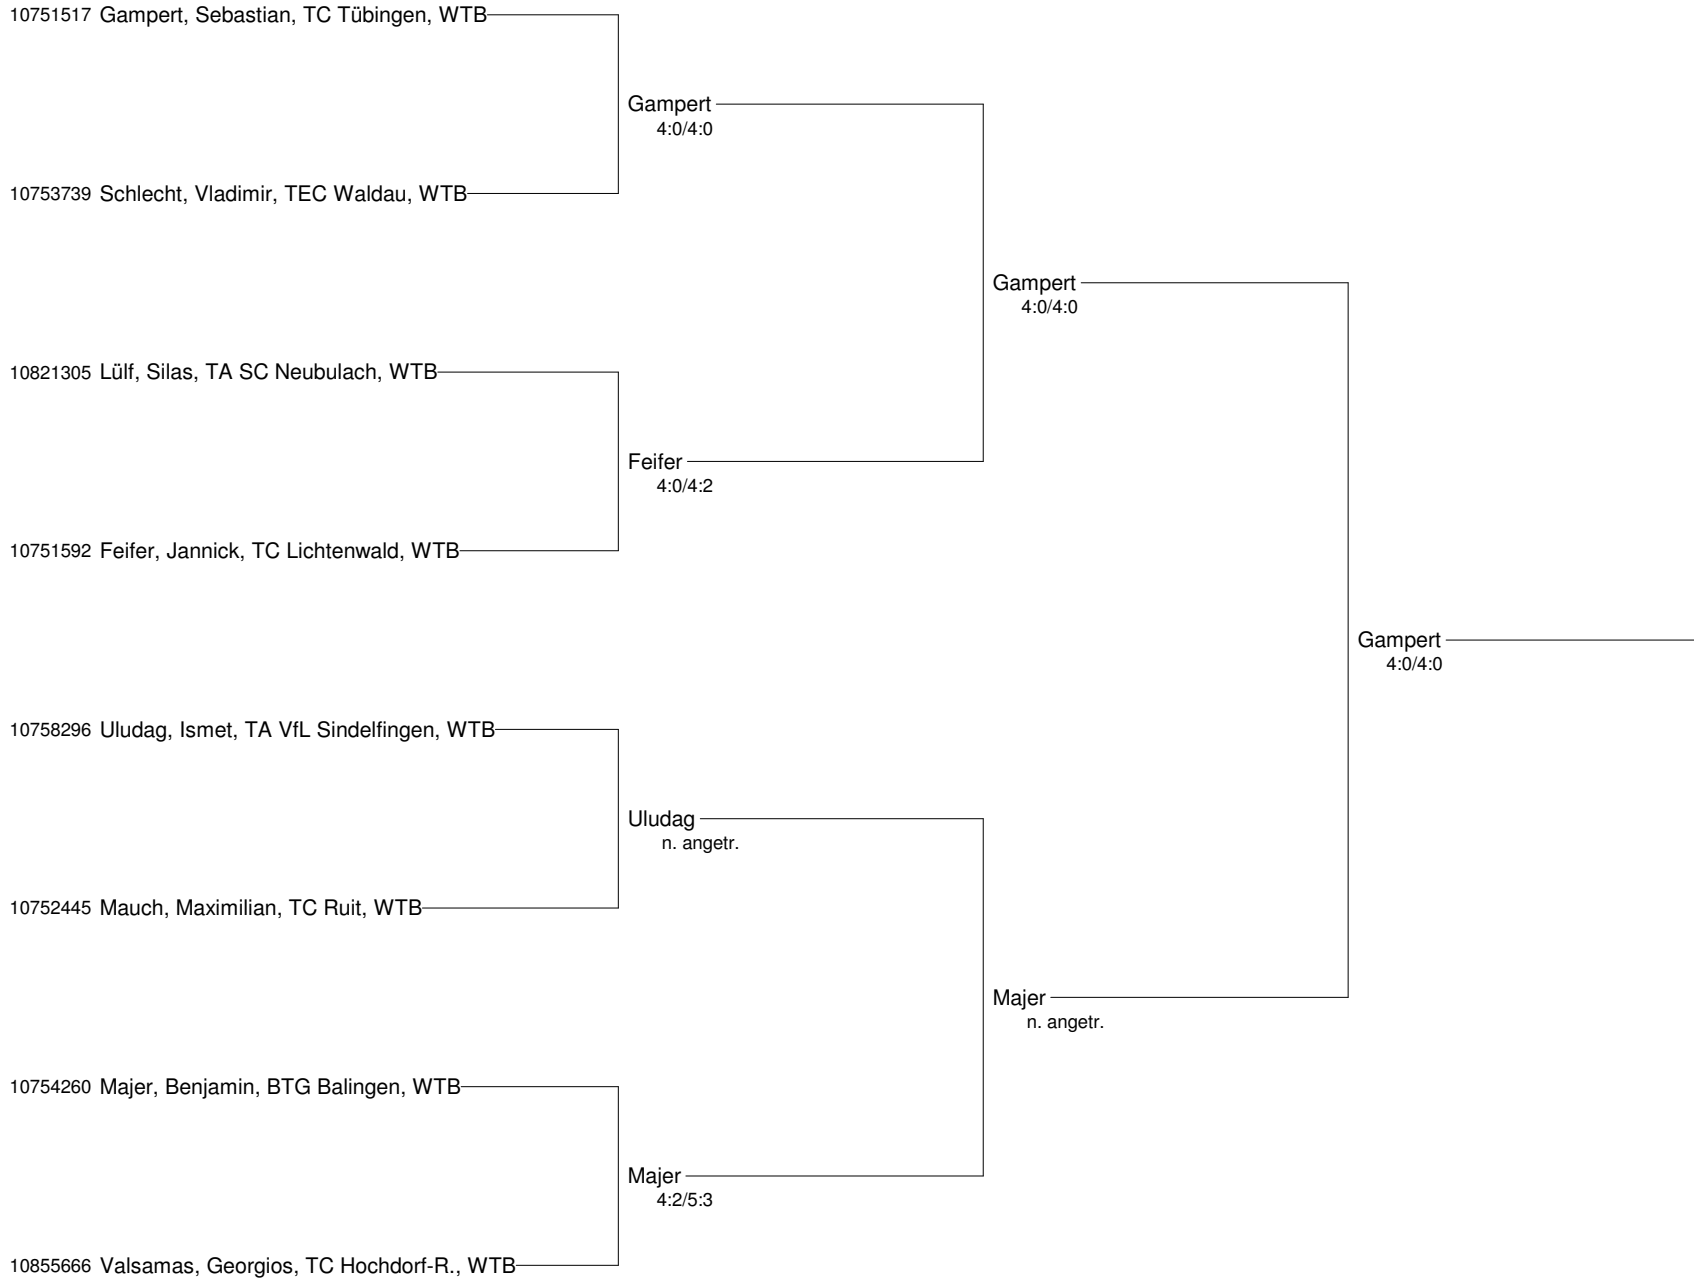 10751517 Gampert, Sebastian, TC Tübingen, WTB
Gampert
4:0/4:0
10753739 Schlecht, Vladimir, TEC Waldau, WTB
Gampert
4:0/4:0
10821305 Lülf, Silas, TA SC Neubulach, WTB
Feifer
4:0/4:2
10751592 Feifer, Jannick, TC Lichtenwald, WTB
Gampert
4:0/4:0
10758296 Uludag, Ismet, TA VfL Sindelfingen, WTB
Uludag
n. angetr.
10752445 Mauch, Maximilian, TC Ruit, WTB
Majer
n. angetr.
10754260 Majer, Benjamin, BTG Balingen, WTB
Majer
4:2/5:3
10855666 Valsamas, Georgios, TC Hochdorf-R., WTB